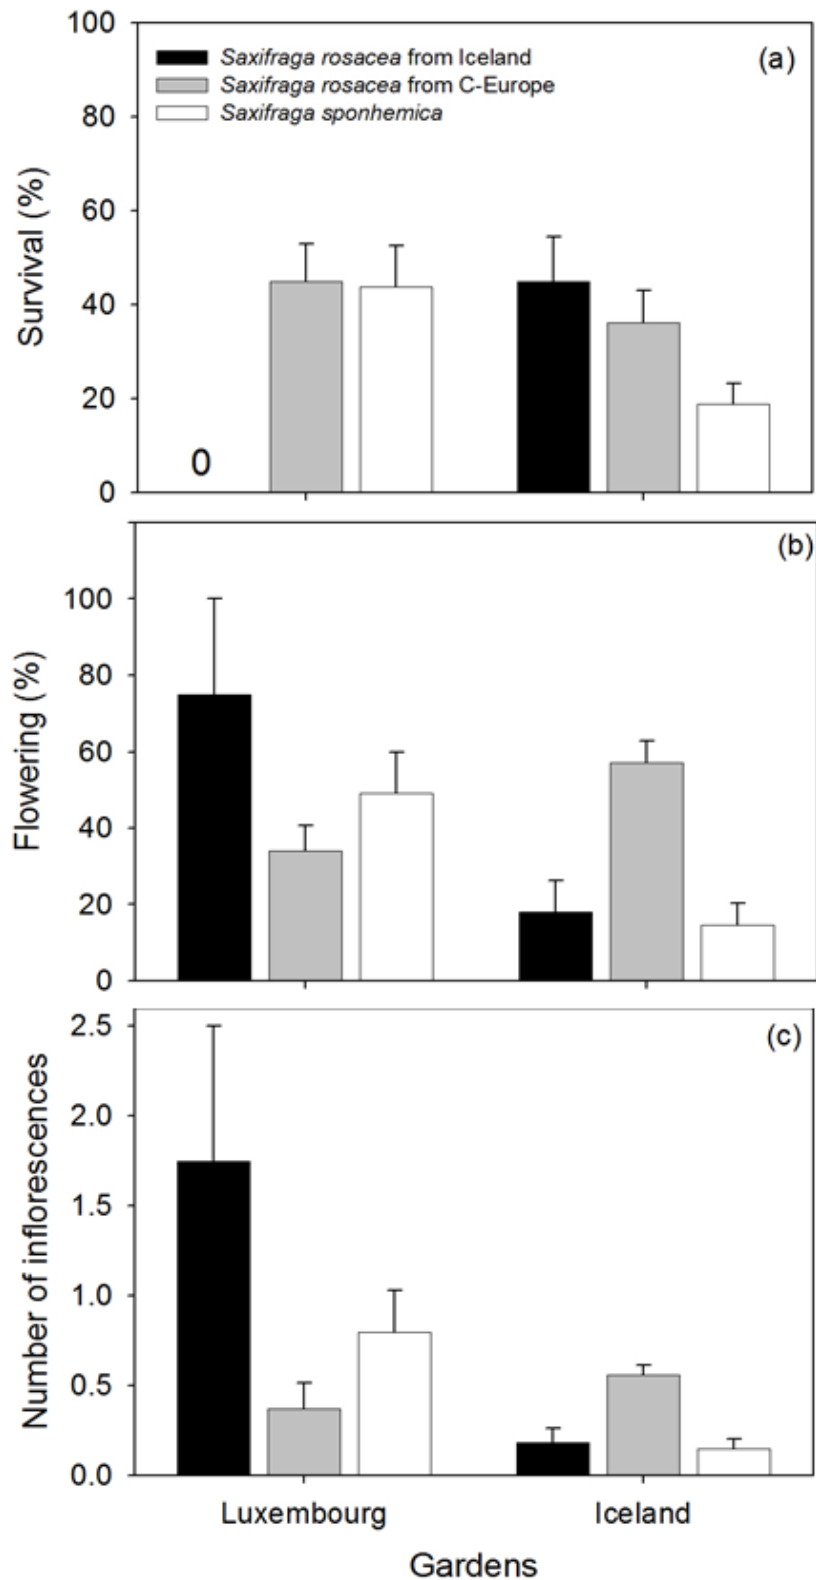 100
80
60
40
20
0
Survival (%)
Saxifraga rosacea from Iceland
Saxifraga rosacea from C-Europe
Saxifraga sponhemica
(a)
0
100
80
60
40
20
0
Flowering (%)
(b)
2.5
2.0
1.5
1.0
0.5
0.0
Number of inflorescences
(c)
Luxembourg
Iceland
Gardens